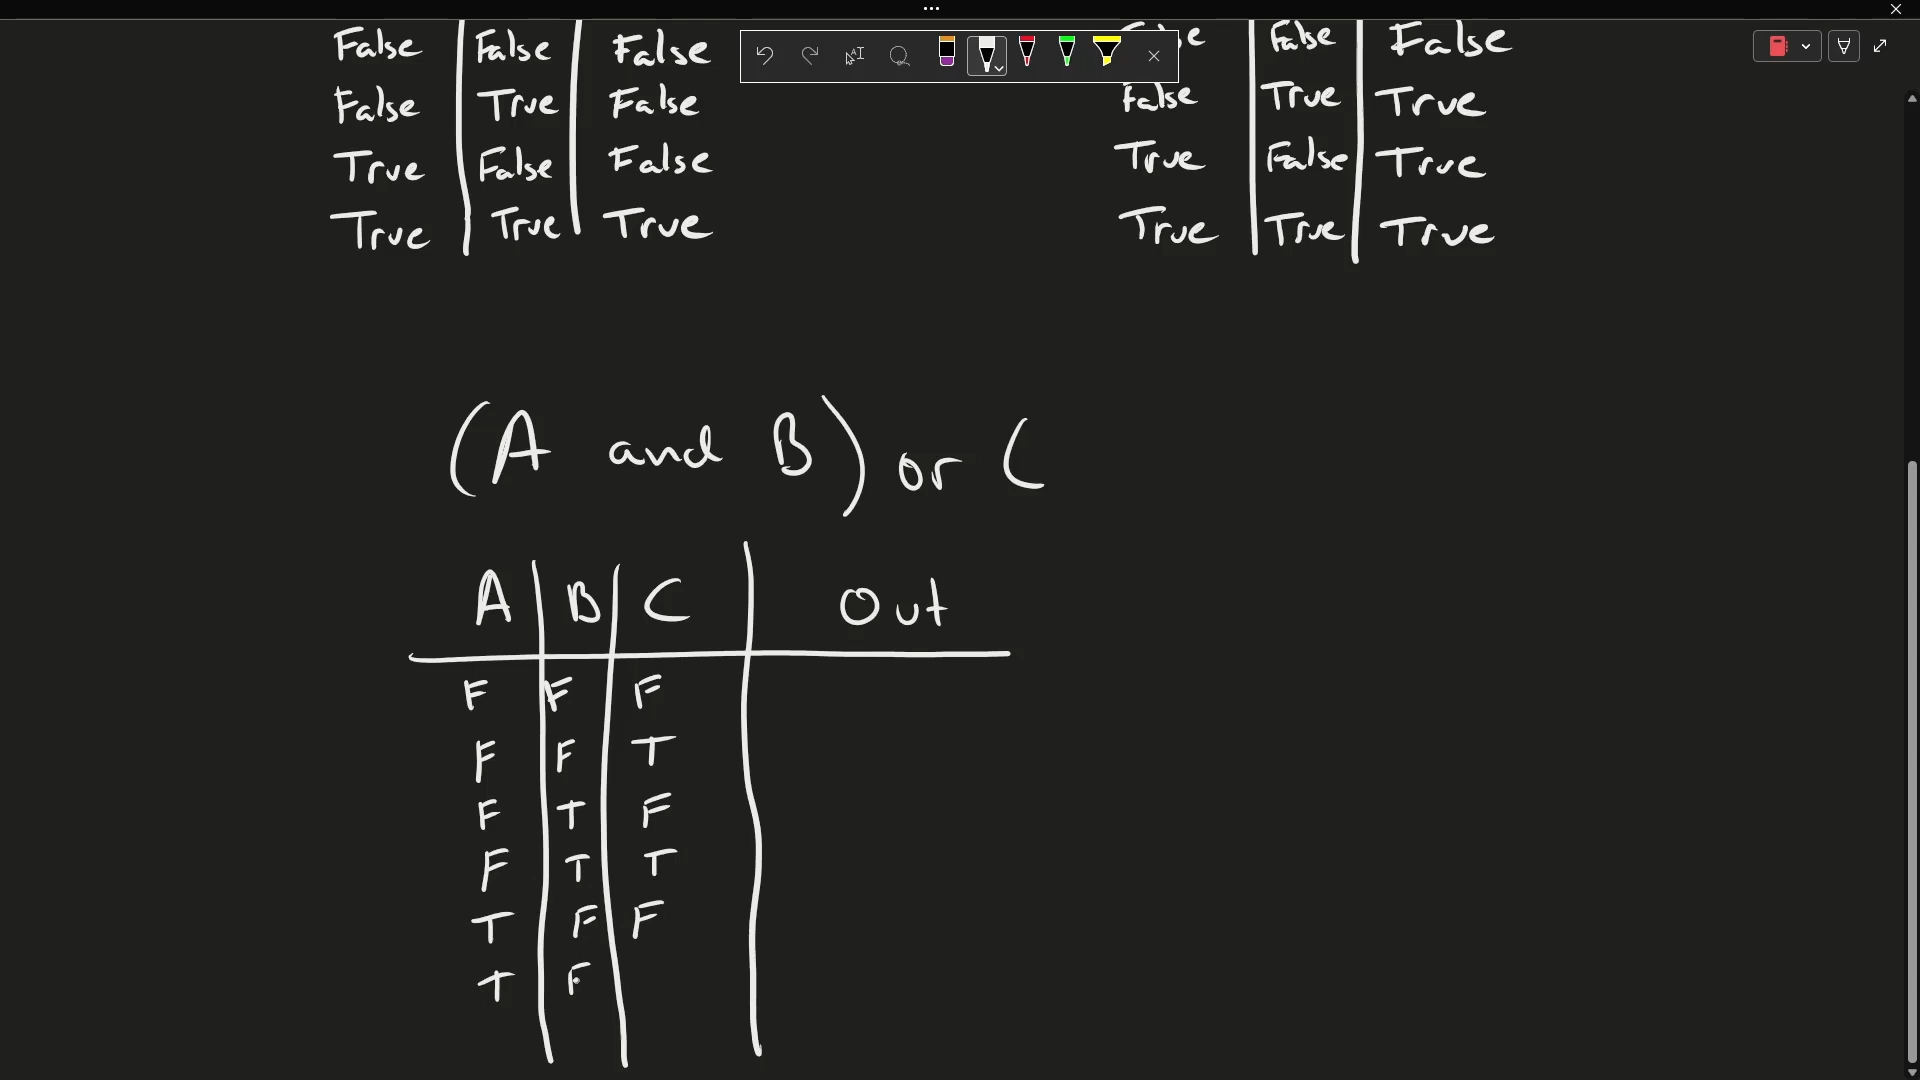 False False False
False True False
True False False
True True True
False False
False True True
True False True
True True True
(A and B) or C
A B C Out
F F F
F F T
F T F
F T T
T F F
T F